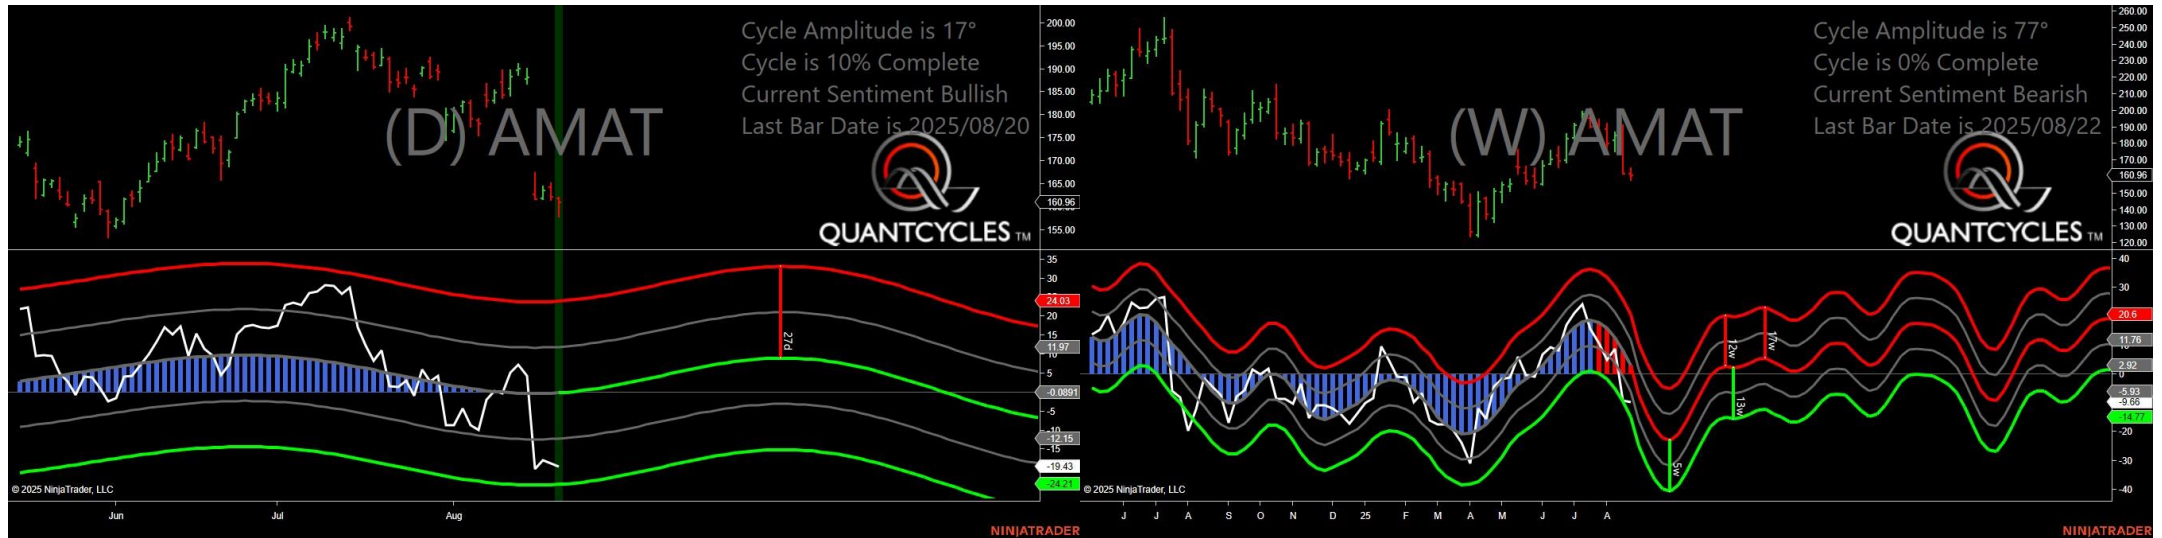 Cycle Amplitude is 17°
Cycle is 10% Complete
Current Sentiment Bullish
Last Bar Date is 2025/08/20
(D) AMAT
QUANTCYCLES TM
200.00
195.00
190.00
185.00
180.00
175.00
170.00
165.00
160.96
155.00
27d
35
30
24.03
20
15
11.97
10
5
-0.0891
-5
-10
-12.15
-15
-19.43
-24.21
© 2025 NinjaTrader, LLC
Jun
Jul
Aug
NINJATRADER
Cycle Amplitude is 77°
Cycle is 0% Complete
Current Sentiment Bearish
Last Bar Date is 2025/08/22
(W) AMAT
QUANTCYCLES TM
260.00
250.00
240.00
230.00
220.00
210.00
200.00
190.00
180.00
170.00
160.96
150.00
140.00
130.00
120.00
12w
17w
13w
5w
40
30
20.6
11.76
2.92
0
-5.93
-9.66
-14.77
-20
-30
-40
© 2025 NinjaTrader, LLC
J
J
A
S
O
N
D
25
F
M
A
M
J
J
A
NINJATRADER